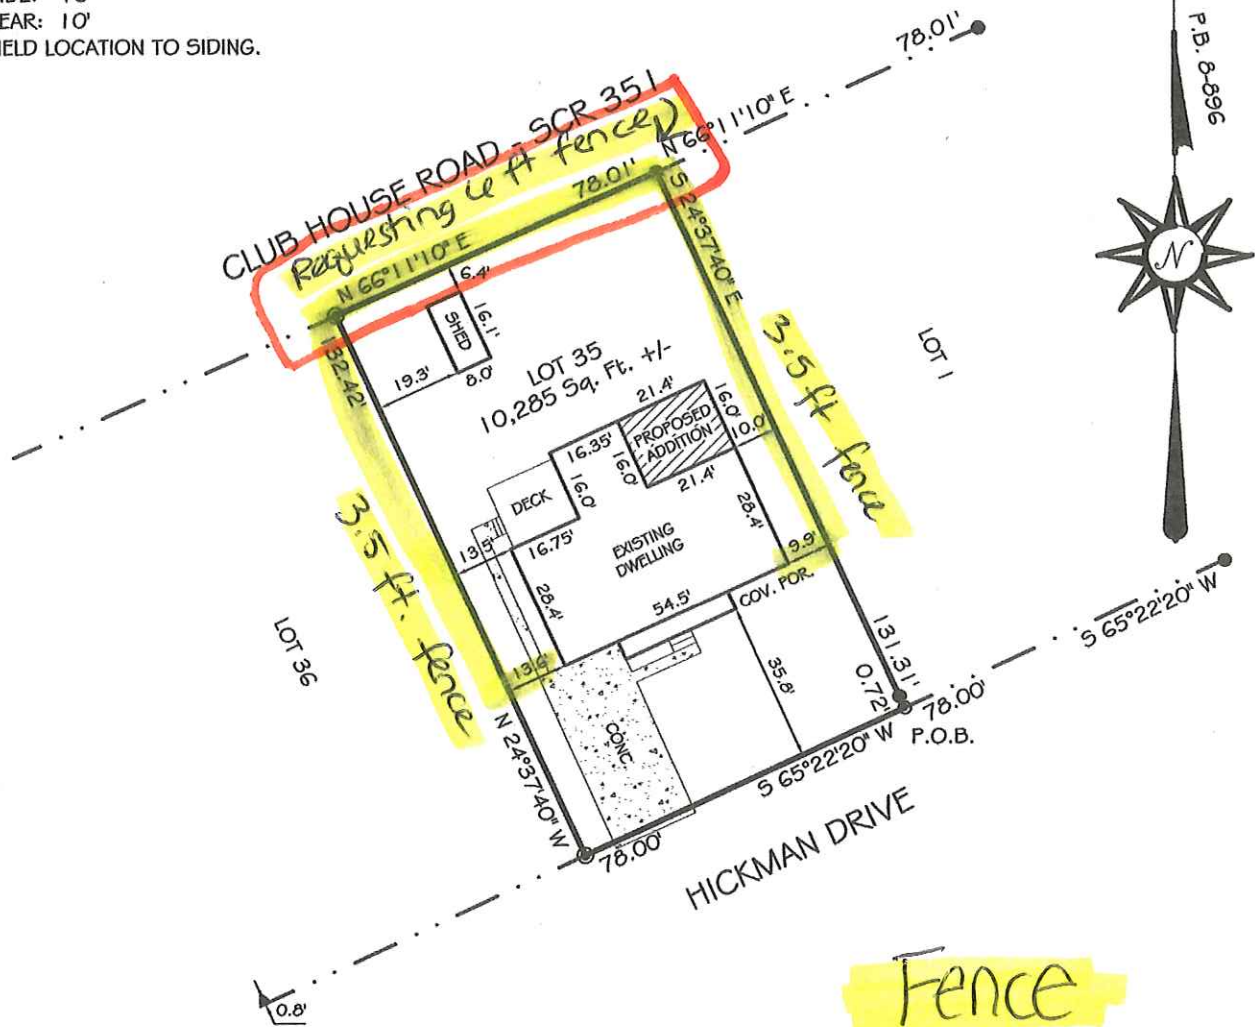 EAR: 10'
IELD LOCATION TO SIDING.
78.01'
P.B. 8-896
CLUB HOUSE ROAD - SCR 351
N 66°11'10" E
Requesting 6 ft fence
78.01'
N 66°11'10" E
S 24°37'40" E
N
6.4'
SHED
16.1'
132.42'
19.3'
8.0'
LOT 35
10,285 Sq. Ft. +/-
3.5 ft fence
LOT 1
21.4'
PROPOSED
ADDITION
16.0'
10.0'
16.35'
16.0'
21.4'
DECK
16.0'
28.4'
3.5 ft. fence
13.5'
16.75'
EXISTING
DWELLING
9.9'
28.4'
54.5'
COV. POR.
S 65°22'20" W
LOT 36
13.6'
35.8'
131.31'
0.72'
78.00'
P.O.B.
N 24°37'40" W
CONC.
S 65°22'20" W
78.00'
HICKMAN DRIVE
0.8'
Fence